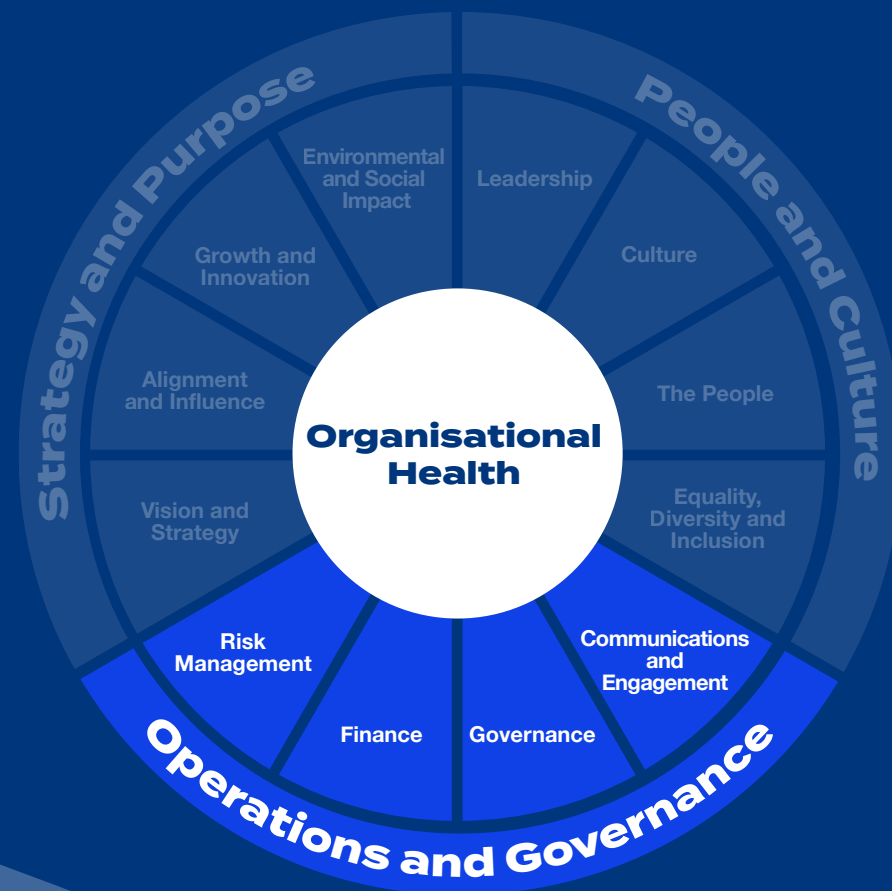 Strategy and Purpose
People and Culture
Environmental
and Social
Impact
Leadership
Growth and
Innovation
Culture
Alignment
and Influence
The People
Organisational
Health
Vision and
Strategy
Equality,
Diversity and
Inclusion
Risk
Management
Communications
and
Engagement
Finance
Governance
Operations and Governance